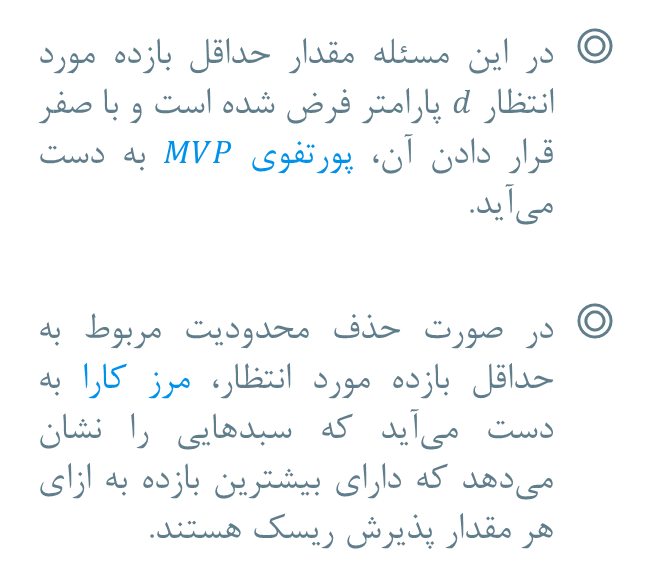 در این مسئله مقدار حداقل بازده مورد
انتظار d پارامتر فرض شده است و با صفر
قرار دادن آن، پورتفوی MVP به دست
می‌آید.
در صورت حذف محدودیت مربوط به
حداقل بازده مورد انتظار، مرز کارا به
دست می‌آید که سبدهایی را نشان
می‌دهد که دارای بیشترین بازده به ازای
هر مقدار پذیرش ریسک هستند.